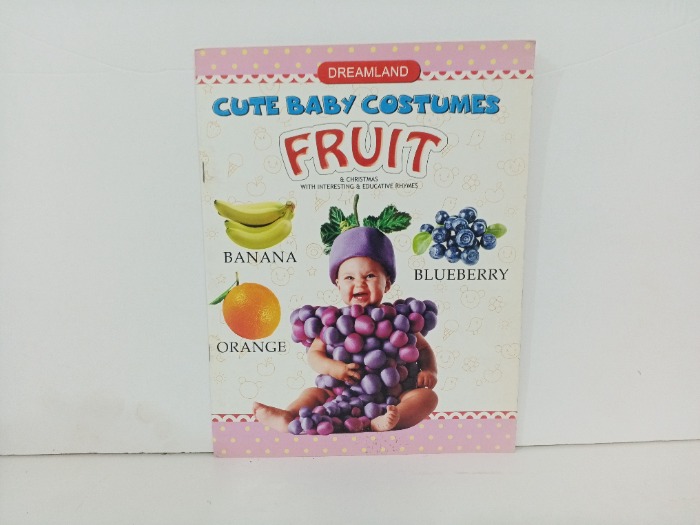 DREAMLAND
CUTE BABY COSTUMES
FRUIT
& CHRISTMAS
WITH INTERESTING & EDUCATIVE RHYMES
BANANA
BLUEBERRY
ORANGE